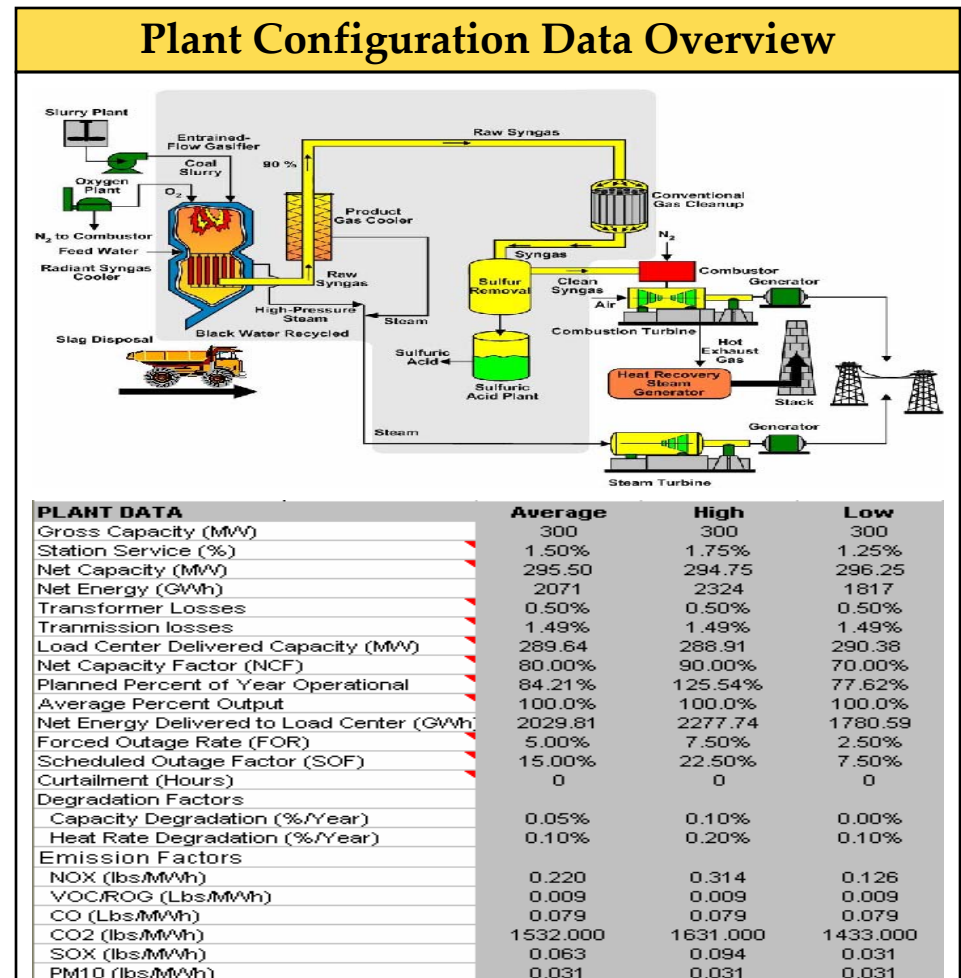 Plant Configuration Data Overview
Slurry Plant
Entrained-
Flow Gasifier
Coal
Slurry
90 %
Raw Syngas
Oxygen
Plant
O2
Product
Gas Cooler
Conventional
Gas Cleanup
N2 to Combustor
Feed Water
Radiant Syngas
Cooler
Raw
Syngas
High-Pressure
Steam
Black Water Recycled
Steam
Syngas
N2
Sulfur
Removal
Clean
Syngas
Combustor
Generator
Air
Combustion Turbine
Slag Disposal
Sulfuric
Acid
Sulfuric
Acid Plant
Hot
Exhaust
Gas
Heat Recovery
Steam
Generator
Stack
Steam
Generator
Steam Turbine
PLANT DATA Average High Low
Gross Capacity (MW) 300 300 300
Station Service (%) 1.50% 1.75% 1.25%
Net Capacity (MW) 295.50 294.75 296.25
Net Energy (GWh) 2071 2324 1817
Transformer Losses 0.50% 0.50% 0.50%
Tranmission losses 1.49% 1.49% 1.49%
Load Center Delivered Capacity (MW) 289.64 288.91 290.38
Net Capacity Factor (NCF) 80.00% 90.00% 70.00%
Planned Percent of Year Operational 84.21% 125.54% 77.62%
Average Percent Output 100.0% 100.0% 100.0%
Net Energy Delivered to Load Center (GWh 2029.81 2277.74 1780.59
Forced Outage Rate (FOR) 5.00% 7.50% 2.50%
Scheduled Outage Factor (SOF) 15.00% 22.50% 7.50%
Curtailment (Hours) 0 0 0
Degradation Factors
Capacity Degradation (%/Year) 0.05% 0.10% 0.00%
Heat Rate Degradation (%/Year) 0.10% 0.20% 0.10%
Emission Factors
NOX (lbs/MWh) 0.220 0.314 0.126
VOC/ROG (Lbs/MWh) 0.009 0.009 0.009
CO (Lbs/MWh) 0.079 0.079 0.079
CO2 (lbs/MWh) 1532.000 1631.000 1433.000
SOX (lbs/MWh) 0.063 0.094 0.031
PM10 (lbs/MWh) 0.031 0.031 0.031